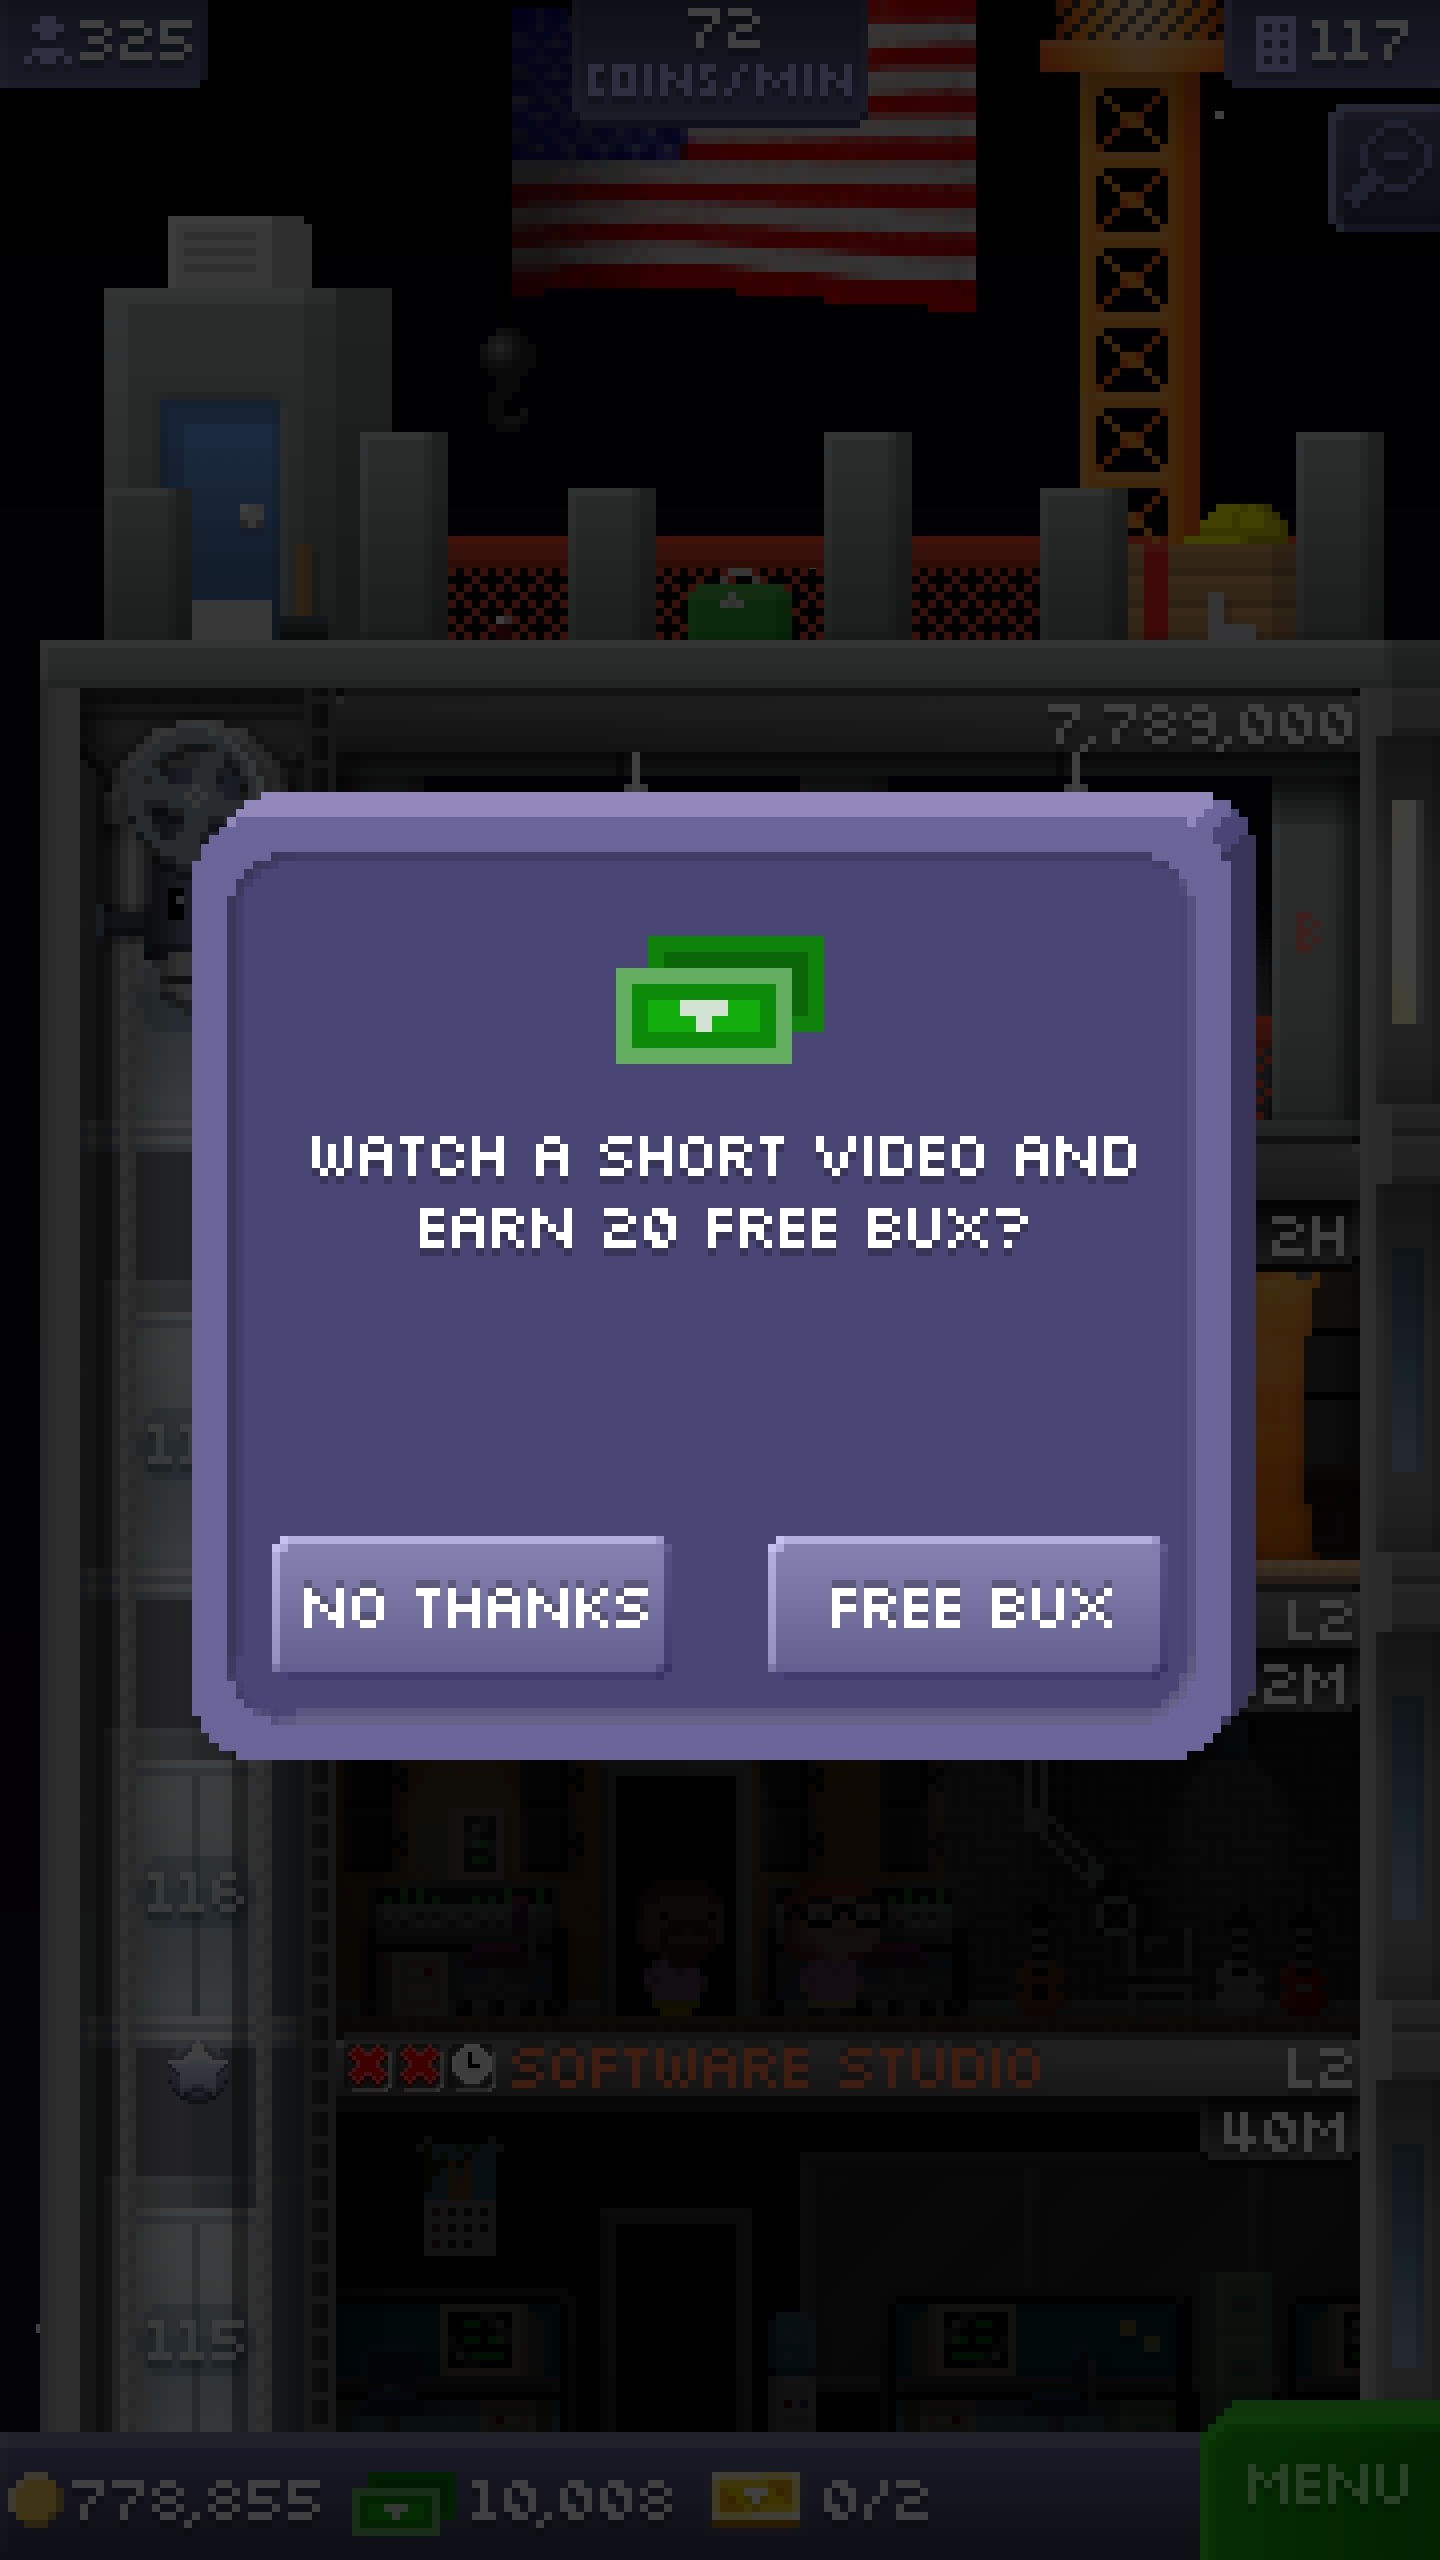 325
72
COINS/MIN
117
7,789,000
B
2H
L2
2M
116
SOFTWARE STUDIO
L2
40M
115
WATCH A SHORT VIDEO AND
EARN 20 FREE BUX?
NO THANKS
FREE BUX
778,855
10,008
0/2
MENU